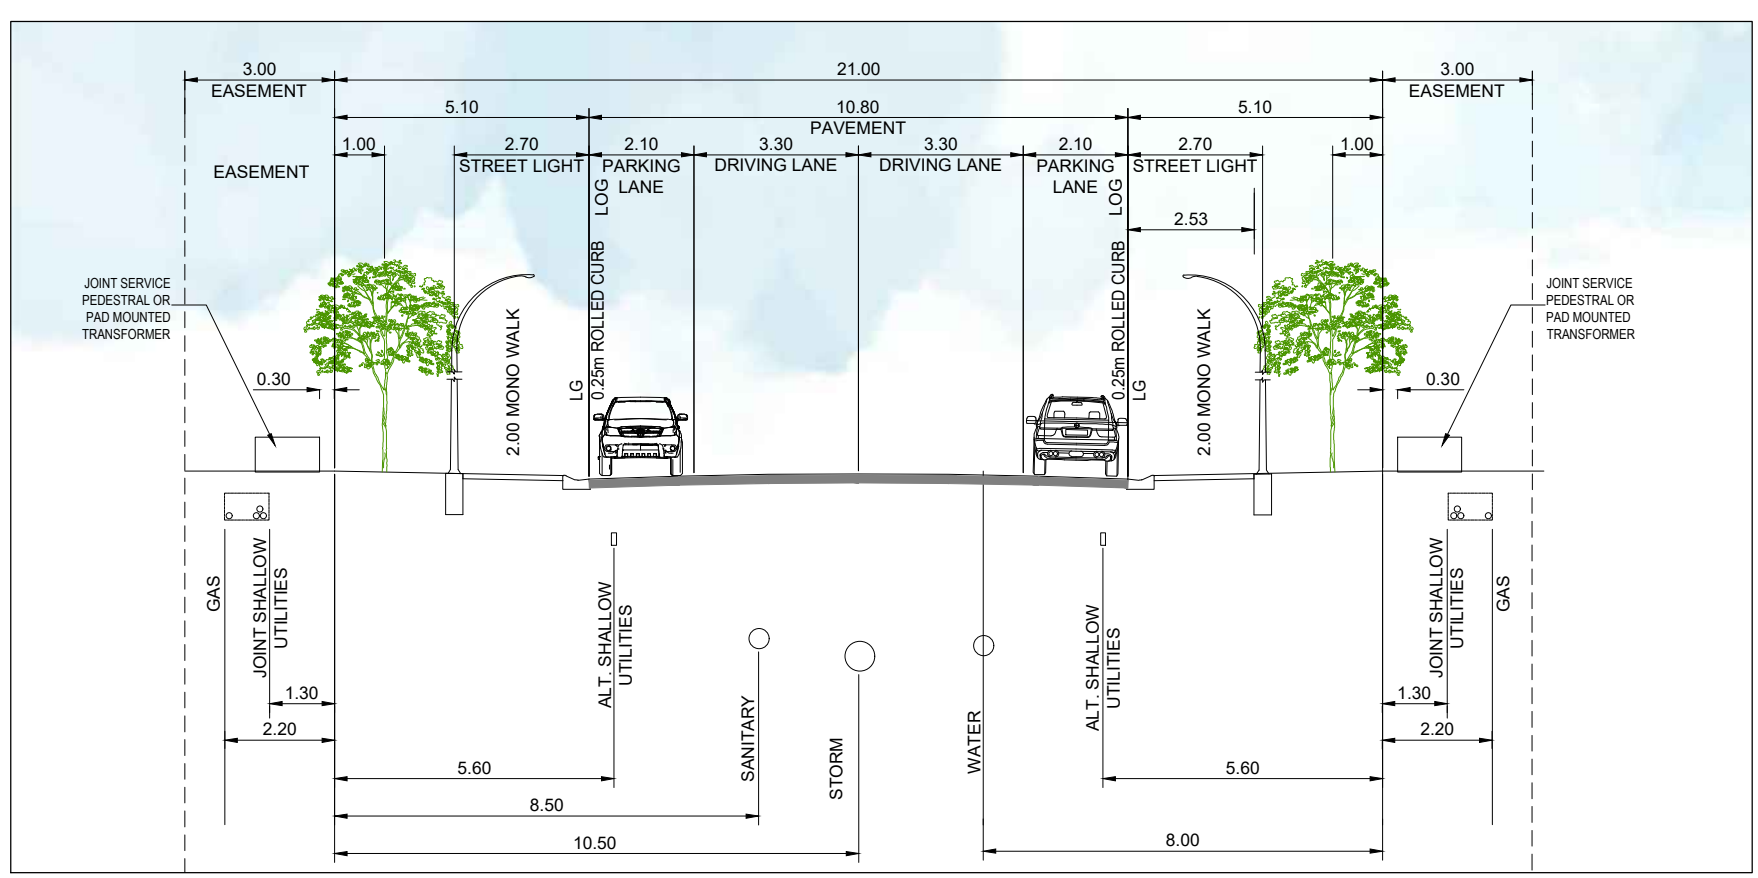 3.00
21.00
3.00
EASEMENT
EASEMENT
5.10
10.80
5.10
PAVEMENT
1.00
2.70
2.10
3.30
3.30
2.10
2.70
1.00
EASEMENT
STREET LIGHT
PARKING
LANE
DRIVING LANE
DRIVING LANE
PARKING
LANE
STREET LIGHT
LOG
LOG
2.53
JOINT SERVICE
PEDESTRAL OR
PAD MOUNTED
TRANSFORMER
0.25m ROLLED CURB
0.25m ROLLED CURB
JOINT SERVICE
PEDESTRAL OR
PAD MOUNTED
TRANSFORMER
2.00 MONO WALK
2.00 MONO WALK
0.30
LG
LG
0.30
GAS
JOINT SHALLOW
UTILITIES
ALT. SHALLOW
UTILITIES
SANITARY
STORM
WATER
ALT. SHALLOW
UTILITIES
JOINT SHALLOW
UTILITIES
GAS
1.30
1.30
2.20
2.20
5.60
5.60
8.50
10.50
8.00